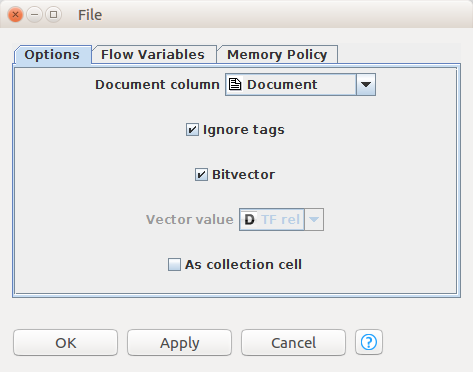 File
Options Flow Variables Memory Policy
Document column Document
Ignore tags
Bitvector
Vector value D TF rel
As collection cell
OK Apply Cancel ?